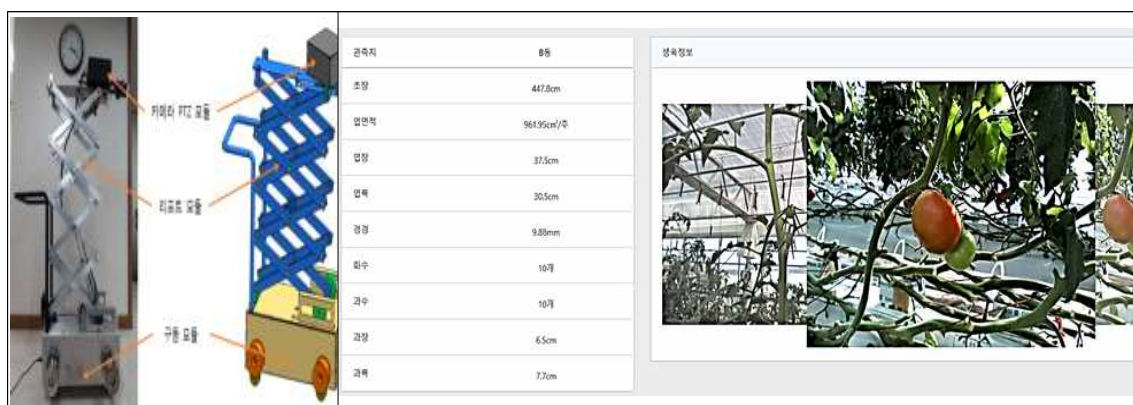 카메라 PTZ 모듈
리프트 모듈
구동 모듈
관측지 B동
초장 447.8cm
엽면적 961.95cm²/주
엽장 37.5cm
엽폭 30.5cm
경경 9.88mm
화수 10개
과수 10개
과장 6.5cm
과폭 7.7cm
생육정보